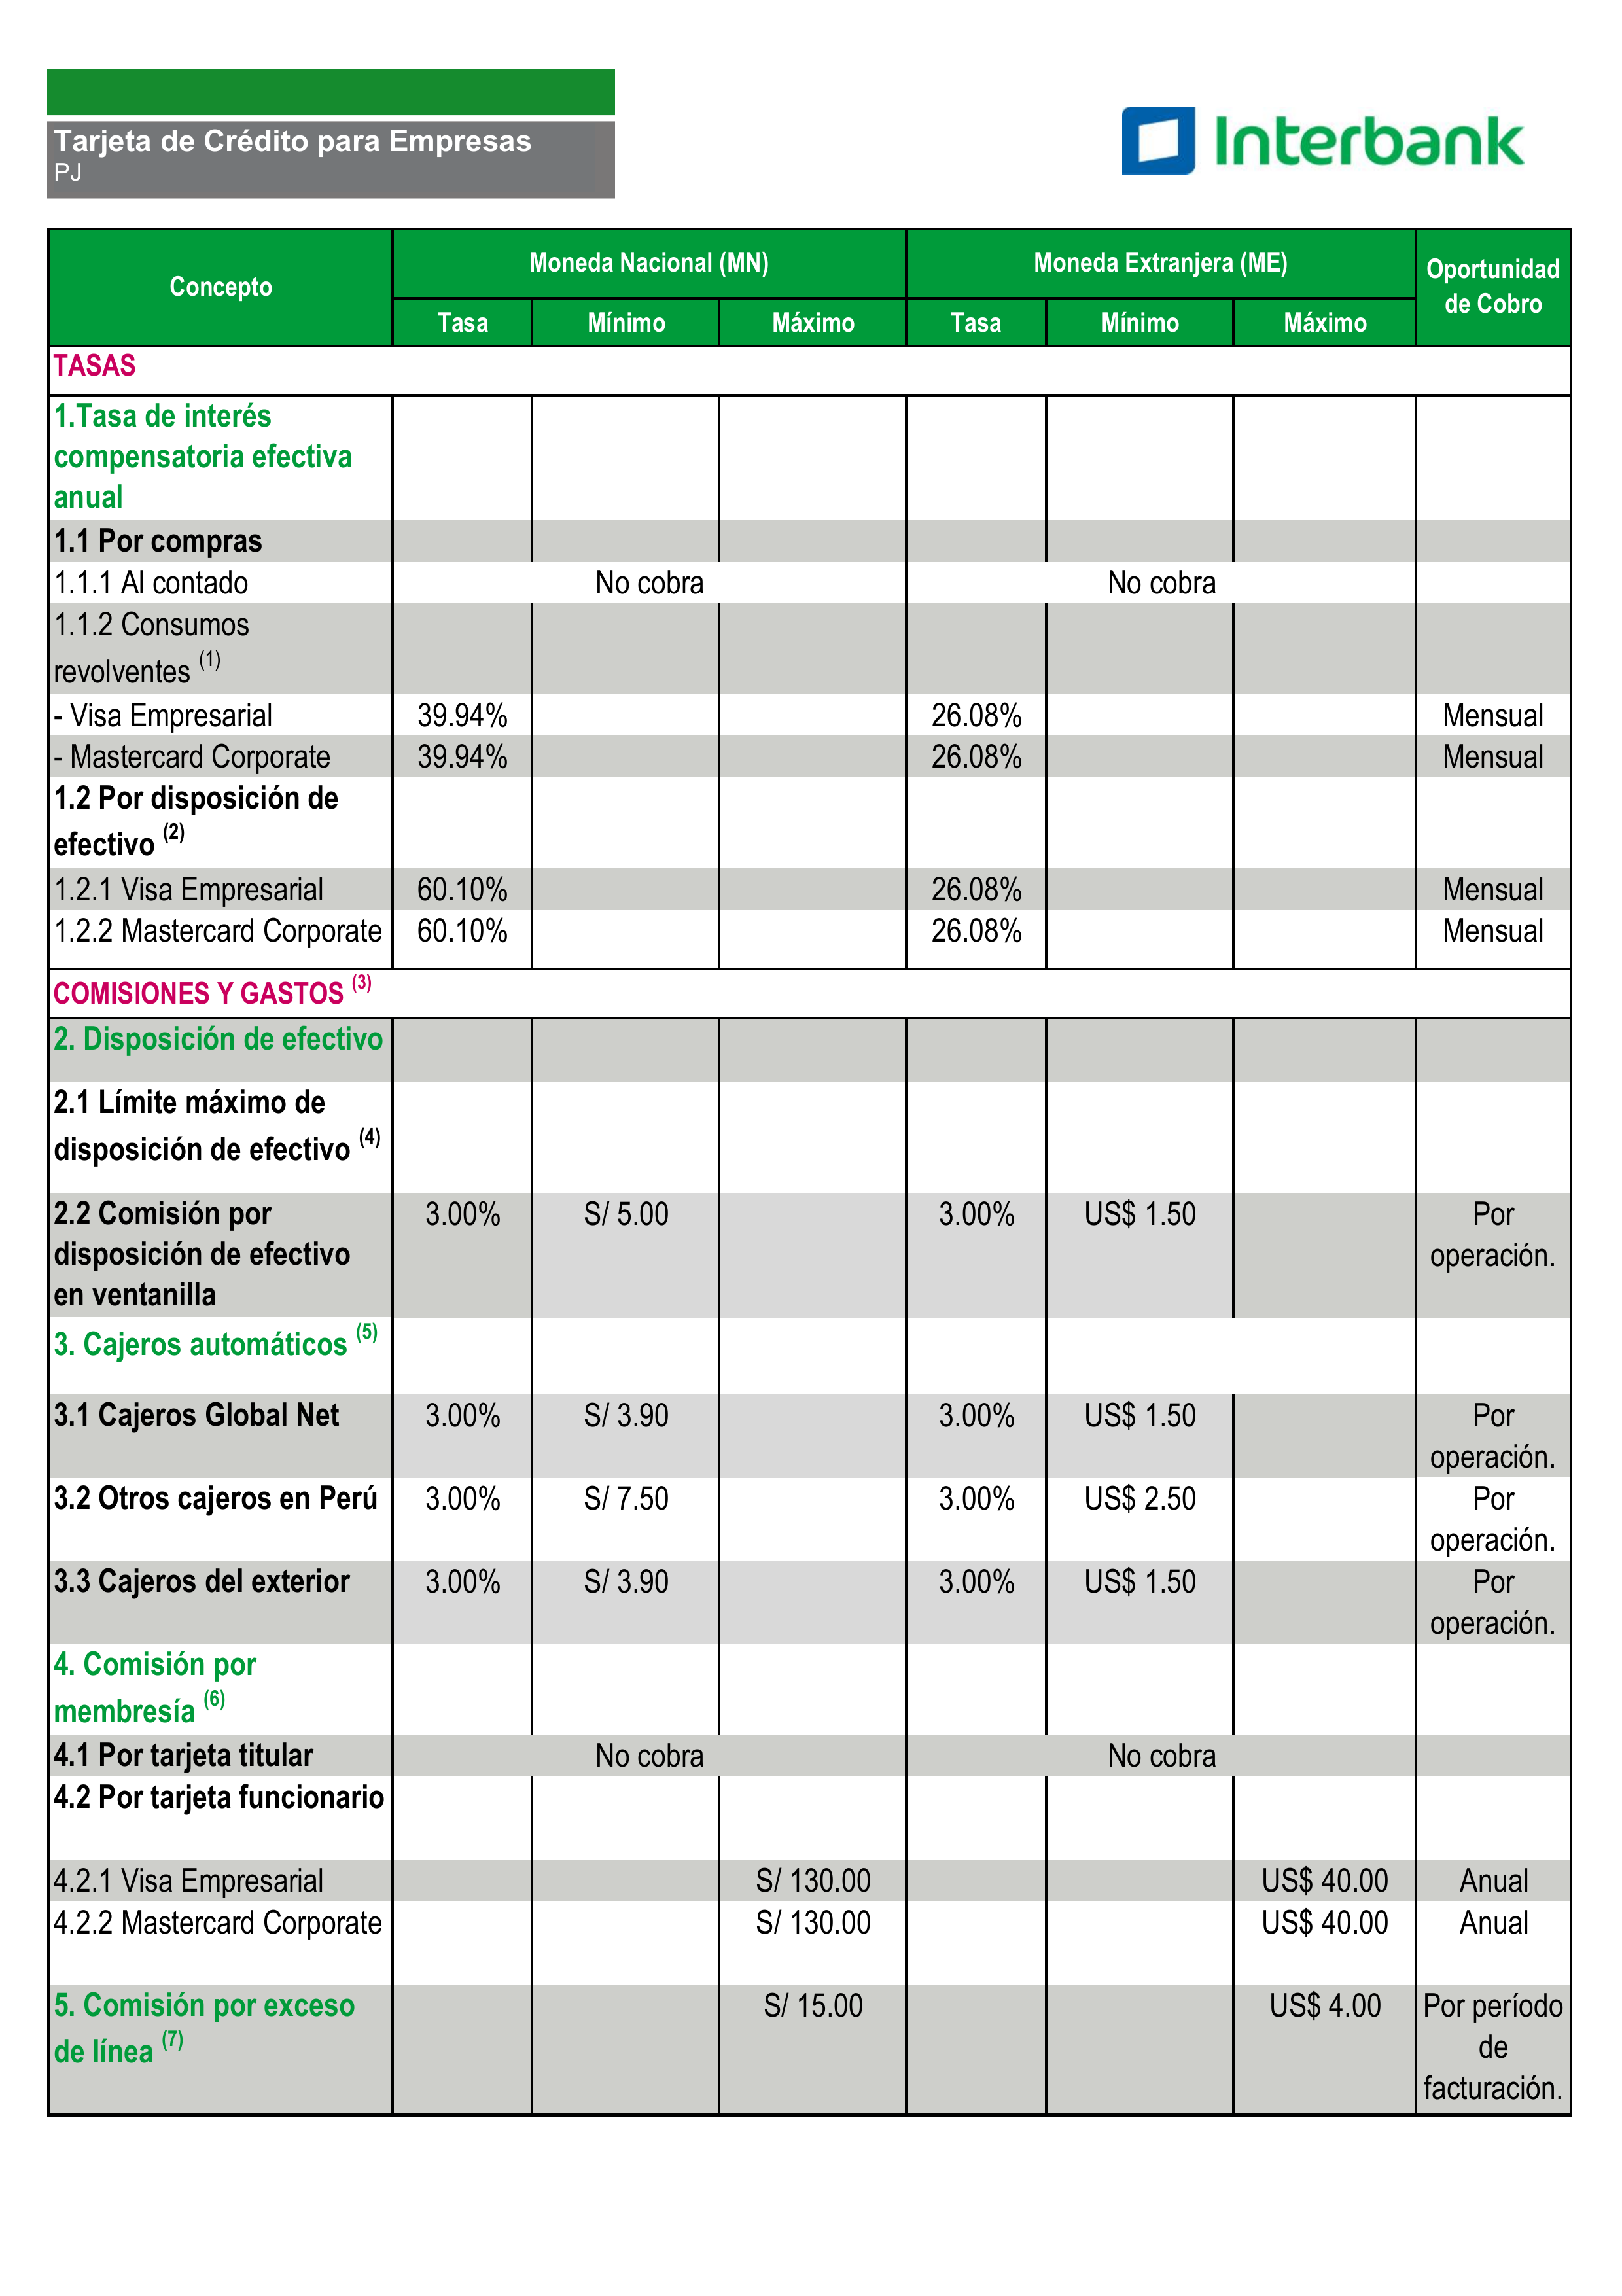 Tarjeta de Crédito para Empresas
PJ
Interbank
Concepto Moneda Nacional (MN) Moneda Extranjera (ME) Oportunidad de Cobro
Tasa Mínimo Máximo Tasa Mínimo Máximo
TASAS
1.Tasa de interés
compensatoria efectiva
anual
1.1 Por compras
1.1.1 Al contado No cobra No cobra
1.1.2 Consumos
revolventes (1)
- Visa Empresarial 39.94% 26.08% Mensual
- Mastercard Corporate 39.94% 26.08% Mensual
1.2 Por disposición de
efectivo (2)
1.2.1 Visa Empresarial 60.10% 26.08% Mensual
1.2.2 Mastercard Corporate 60.10% 26.08% Mensual
COMISIONES Y GASTOS (3)
2. Disposición de efectivo
2.1 Límite máximo de
disposición de efectivo (4)
2.2 Comisión por 3.00% S/ 5.00 3.00% US$ 1.50 Por
disposición de efectivo operación.
en ventanilla
3. Cajeros automáticos (5)
3.1 Cajeros Global Net 3.00% S/ 3.90 3.00% US$ 1.50 Por
operación.
3.2 Otros cajeros en Perú 3.00% S/ 7.50 3.00% US$ 2.50 Por
operación.
3.3 Cajeros del exterior 3.00% S/ 3.90 3.00% US$ 1.50 Por
operación.
4. Comisión por
membresía (6)
4.1 Por tarjeta titular No cobra No cobra
4.2 Por tarjeta funcionario
4.2.1 Visa Empresarial S/ 130.00 US$ 40.00 Anual
4.2.2 Mastercard Corporate S/ 130.00 US$ 40.00 Anual
5. Comisión por exceso S/ 15.00 US$ 4.00 Por período
de línea (7) de
facturación.